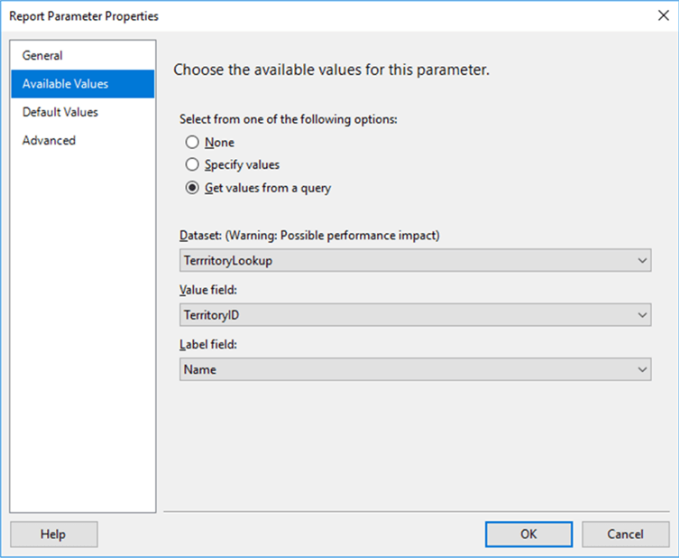 Report Parameter Properties
General
Available Values
Default Values
Advanced
Choose the available values for this parameter.
Select from one of the following options:
None
Specify values
Get values from a query
Dataset: (Warning: Possible performance impact)
TerrritoryLookup
Value field:
TerritoryID
Label field:
Name
Help
OK
Cancel